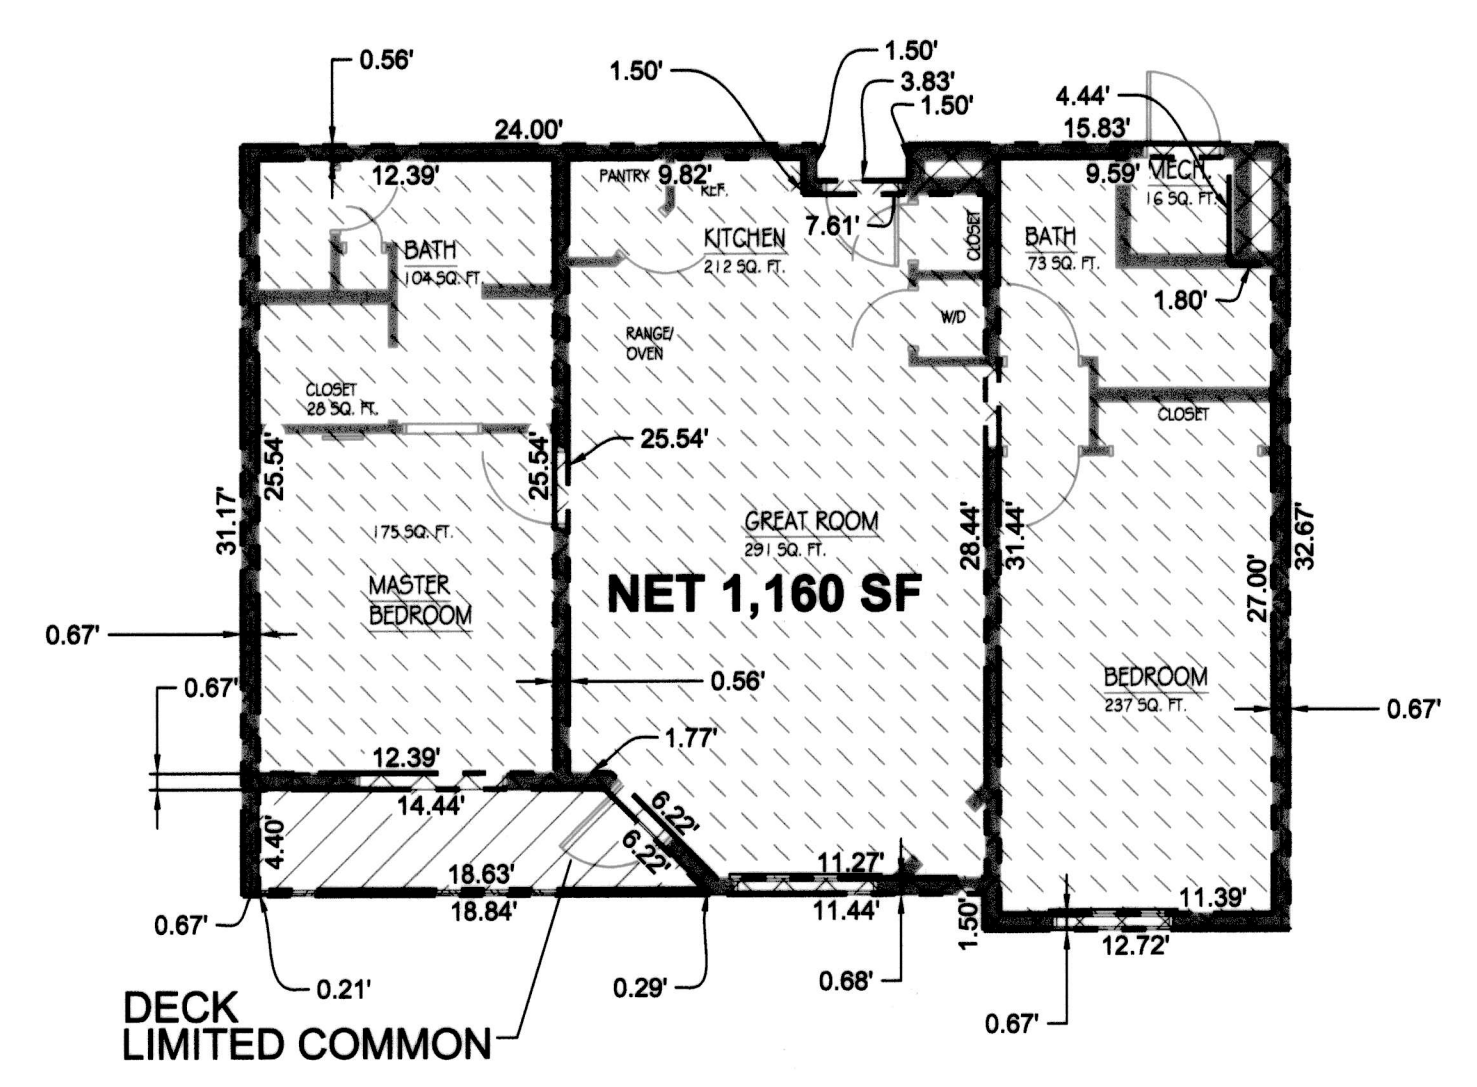 1.50'
0.56'
1.50'
3.83'
1.50'
4.44'
24.00'
15.83'
12.39'
PANTRY
9.82'
REF.
9.59'
MECH.
16 SQ. FT.
7.61'
KITCHEN
212 SQ. FT.
CLOSET
BATH
73 SQ. FT.
BATH
104 SQ. FT.
1.80'
W/D
RANGE/
OVEN
CLOSET
28 SQ. FT.
CLOSET
25.54'
25.54'
25.54'
31.17'
175 SQ. FT.
GREAT ROOM
291 SQ. FT.
28.44'
31.44'
32.67'
27.00'
NET 1,160 SF
MASTER
BEDROOM
0.67'
0.67'
0.56'
BEDROOM
237 SQ. FT.
0.67'
1.77'
12.39'
14.44'
6.22'
6.22'
4.40'
18.63'
18.84'
11.27'
11.44'
11.39'
12.72'
1.50'
0.67'
0.21'
0.29'
0.68'
0.67'
DECK
LIMITED COMMON